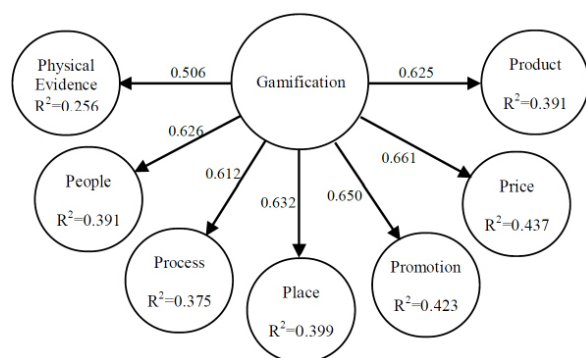 Physical
Evidence
R²=0.256
0.506
Gamification
0.625
Product
R²=0.391
0.626
People
R²=0.391
0.612
Process
R²=0.375
0.632
Place
R²=0.399
0.650
Promotion
R²=0.423
0.661
Price
R²=0.437